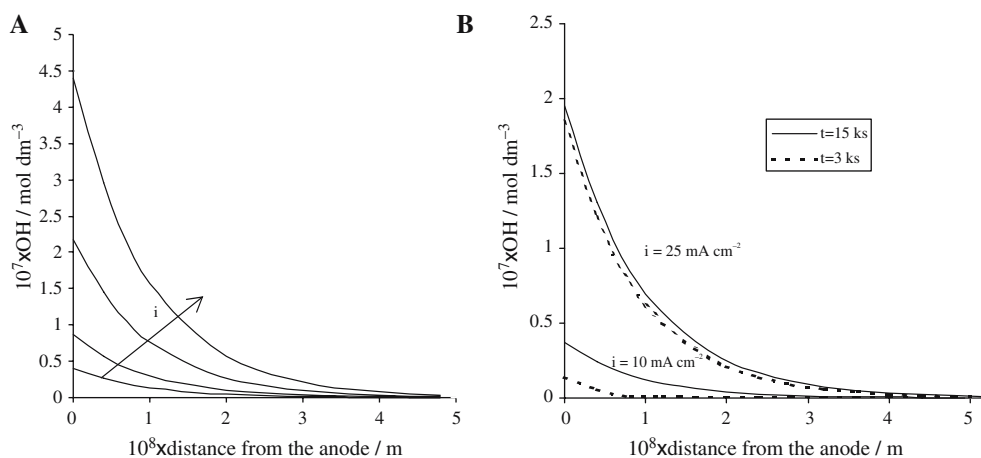 A
10⁷xOH / mol dm⁻³
5
4.5
4
3.5
3
2.5
2
1.5
1
0.5
0
i
0 1 2 3 4 5
10⁸xdistance from the anode / m
B
10⁷xOH / mol dm⁻³
2.5
2
1.5
1
0.5
0
t=15 ks
t=3 ks
i = 25 mA cm⁻²
i = 10 mA cm⁻²
0 1 2 3 4 5
10⁸xdistance from the anode / m